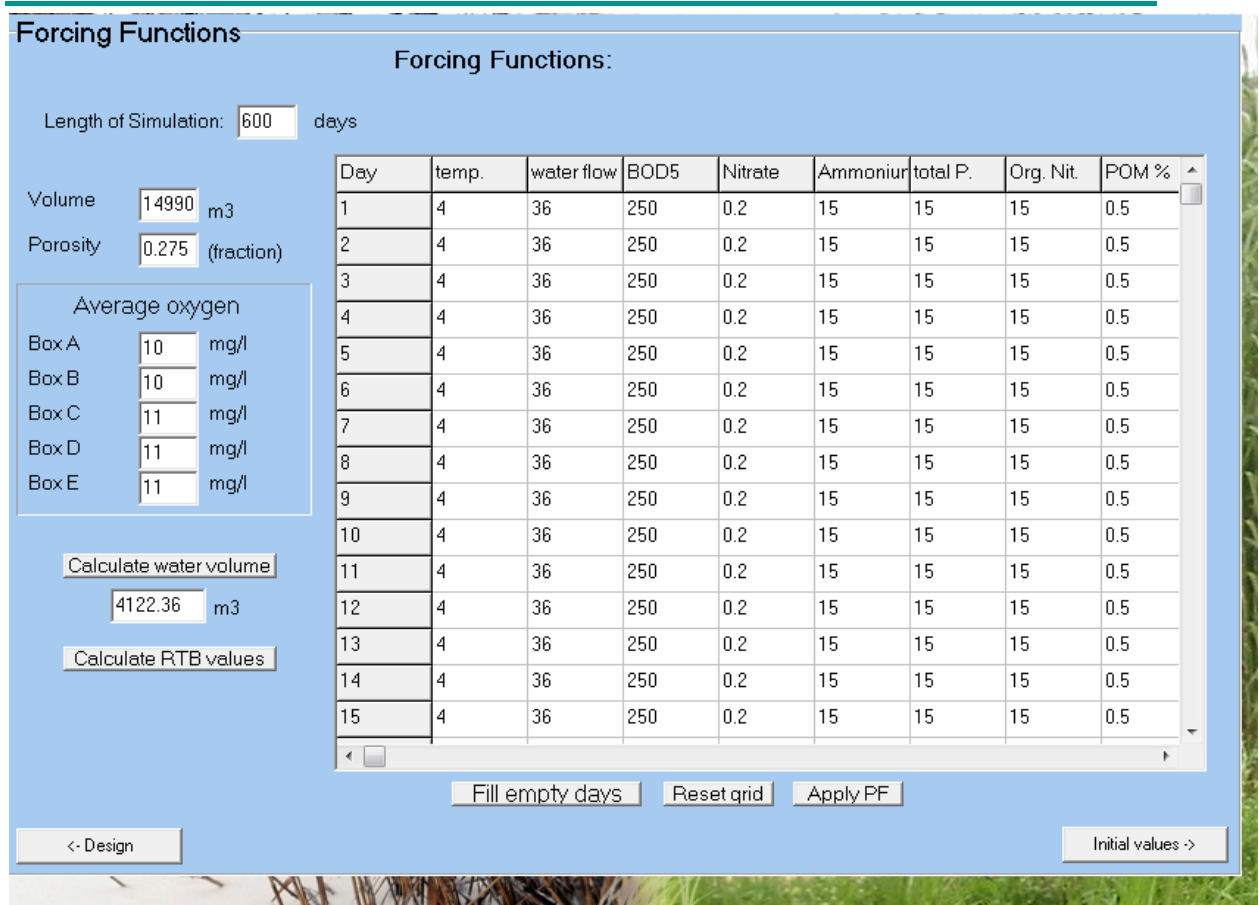 Forcing Functions
Forcing Functions:
Length of Simulation: 600 days
Volume 14990 m3
Porosity 0.275 (fraction)
Average oxygen
Box A 10 mg/l
Box B 10 mg/l
Box C 11 mg/l
Box D 11 mg/l
Box E 11 mg/l
Calculate water volume
4122.36 m3
Calculate RTB values
Day temp. water flow BOD5 Nitrate Ammoniur total P. Org. Nit. POM %
1 4 36 250 0.2 15 15 15 0.5
2 4 36 250 0.2 15 15 15 0.5
3 4 36 250 0.2 15 15 15 0.5
4 4 36 250 0.2 15 15 15 0.5
5 4 36 250 0.2 15 15 15 0.5
6 4 36 250 0.2 15 15 15 0.5
7 4 36 250 0.2 15 15 15 0.5
8 4 36 250 0.2 15 15 15 0.5
9 4 36 250 0.2 15 15 15 0.5
10 4 36 250 0.2 15 15 15 0.5
11 4 36 250 0.2 15 15 15 0.5
12 4 36 250 0.2 15 15 15 0.5
13 4 36 250 0.2 15 15 15 0.5
14 4 36 250 0.2 15 15 15 0.5
15 4 36 250 0.2 15 15 15 0.5
Fill empty days Reset grid Apply PF
<- Design Initial values ->